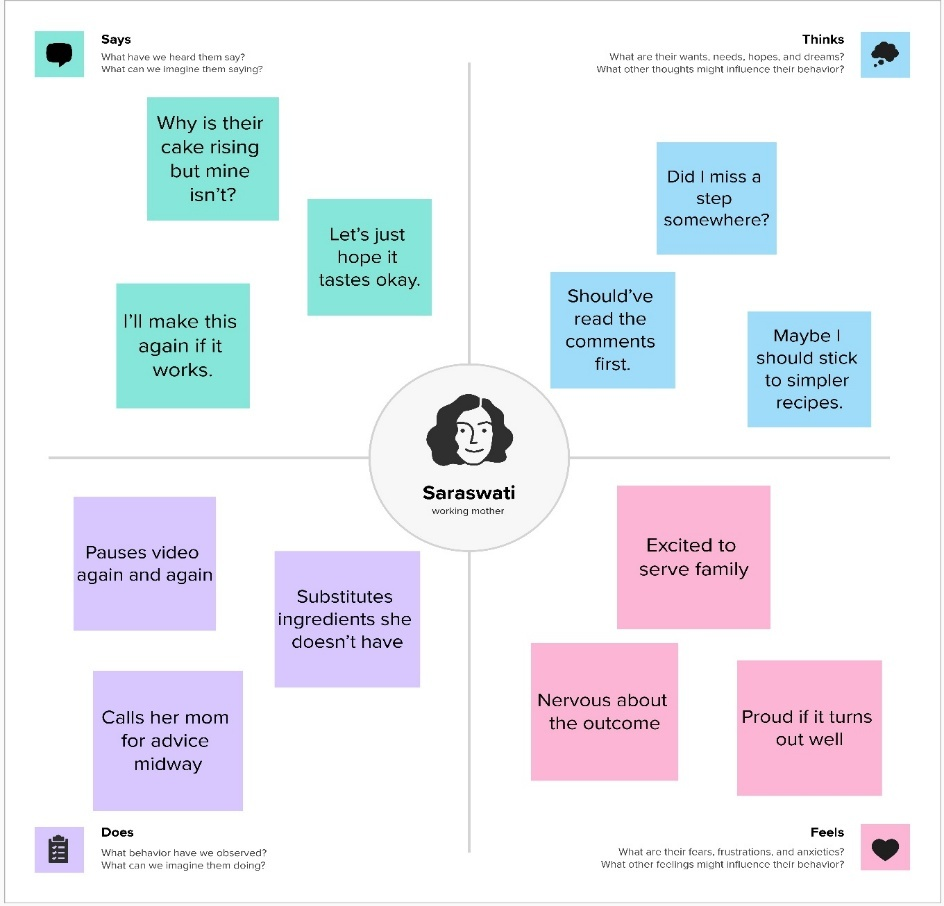 Says
What have we heard them say?
What can we imagine them saying?
Why is their
cake rising
but mine
isn't?
Let's just
hope it
tastes okay.
I'll make this
again if it
works.
Thinks
What are their wants, needs, hopes, and dreams?
What other thoughts might influence their behavior?
Did I miss a
step
somewhere?
Should've
read the
comments
first.
Maybe I
should stick
to simpler
recipes.
Saraswati
working mother
Pauses video
again and again
Substitutes
ingredients she
doesn't have
Calls her mom
for advice
midway
Does
What behavior have we observed?
What can we imagine them doing?
Excited to
serve family
Nervous about
the outcome
Proud if it turns
out well
Feels
What are their fears, frustrations, and anxieties?
What other feelings might influence their behavior?